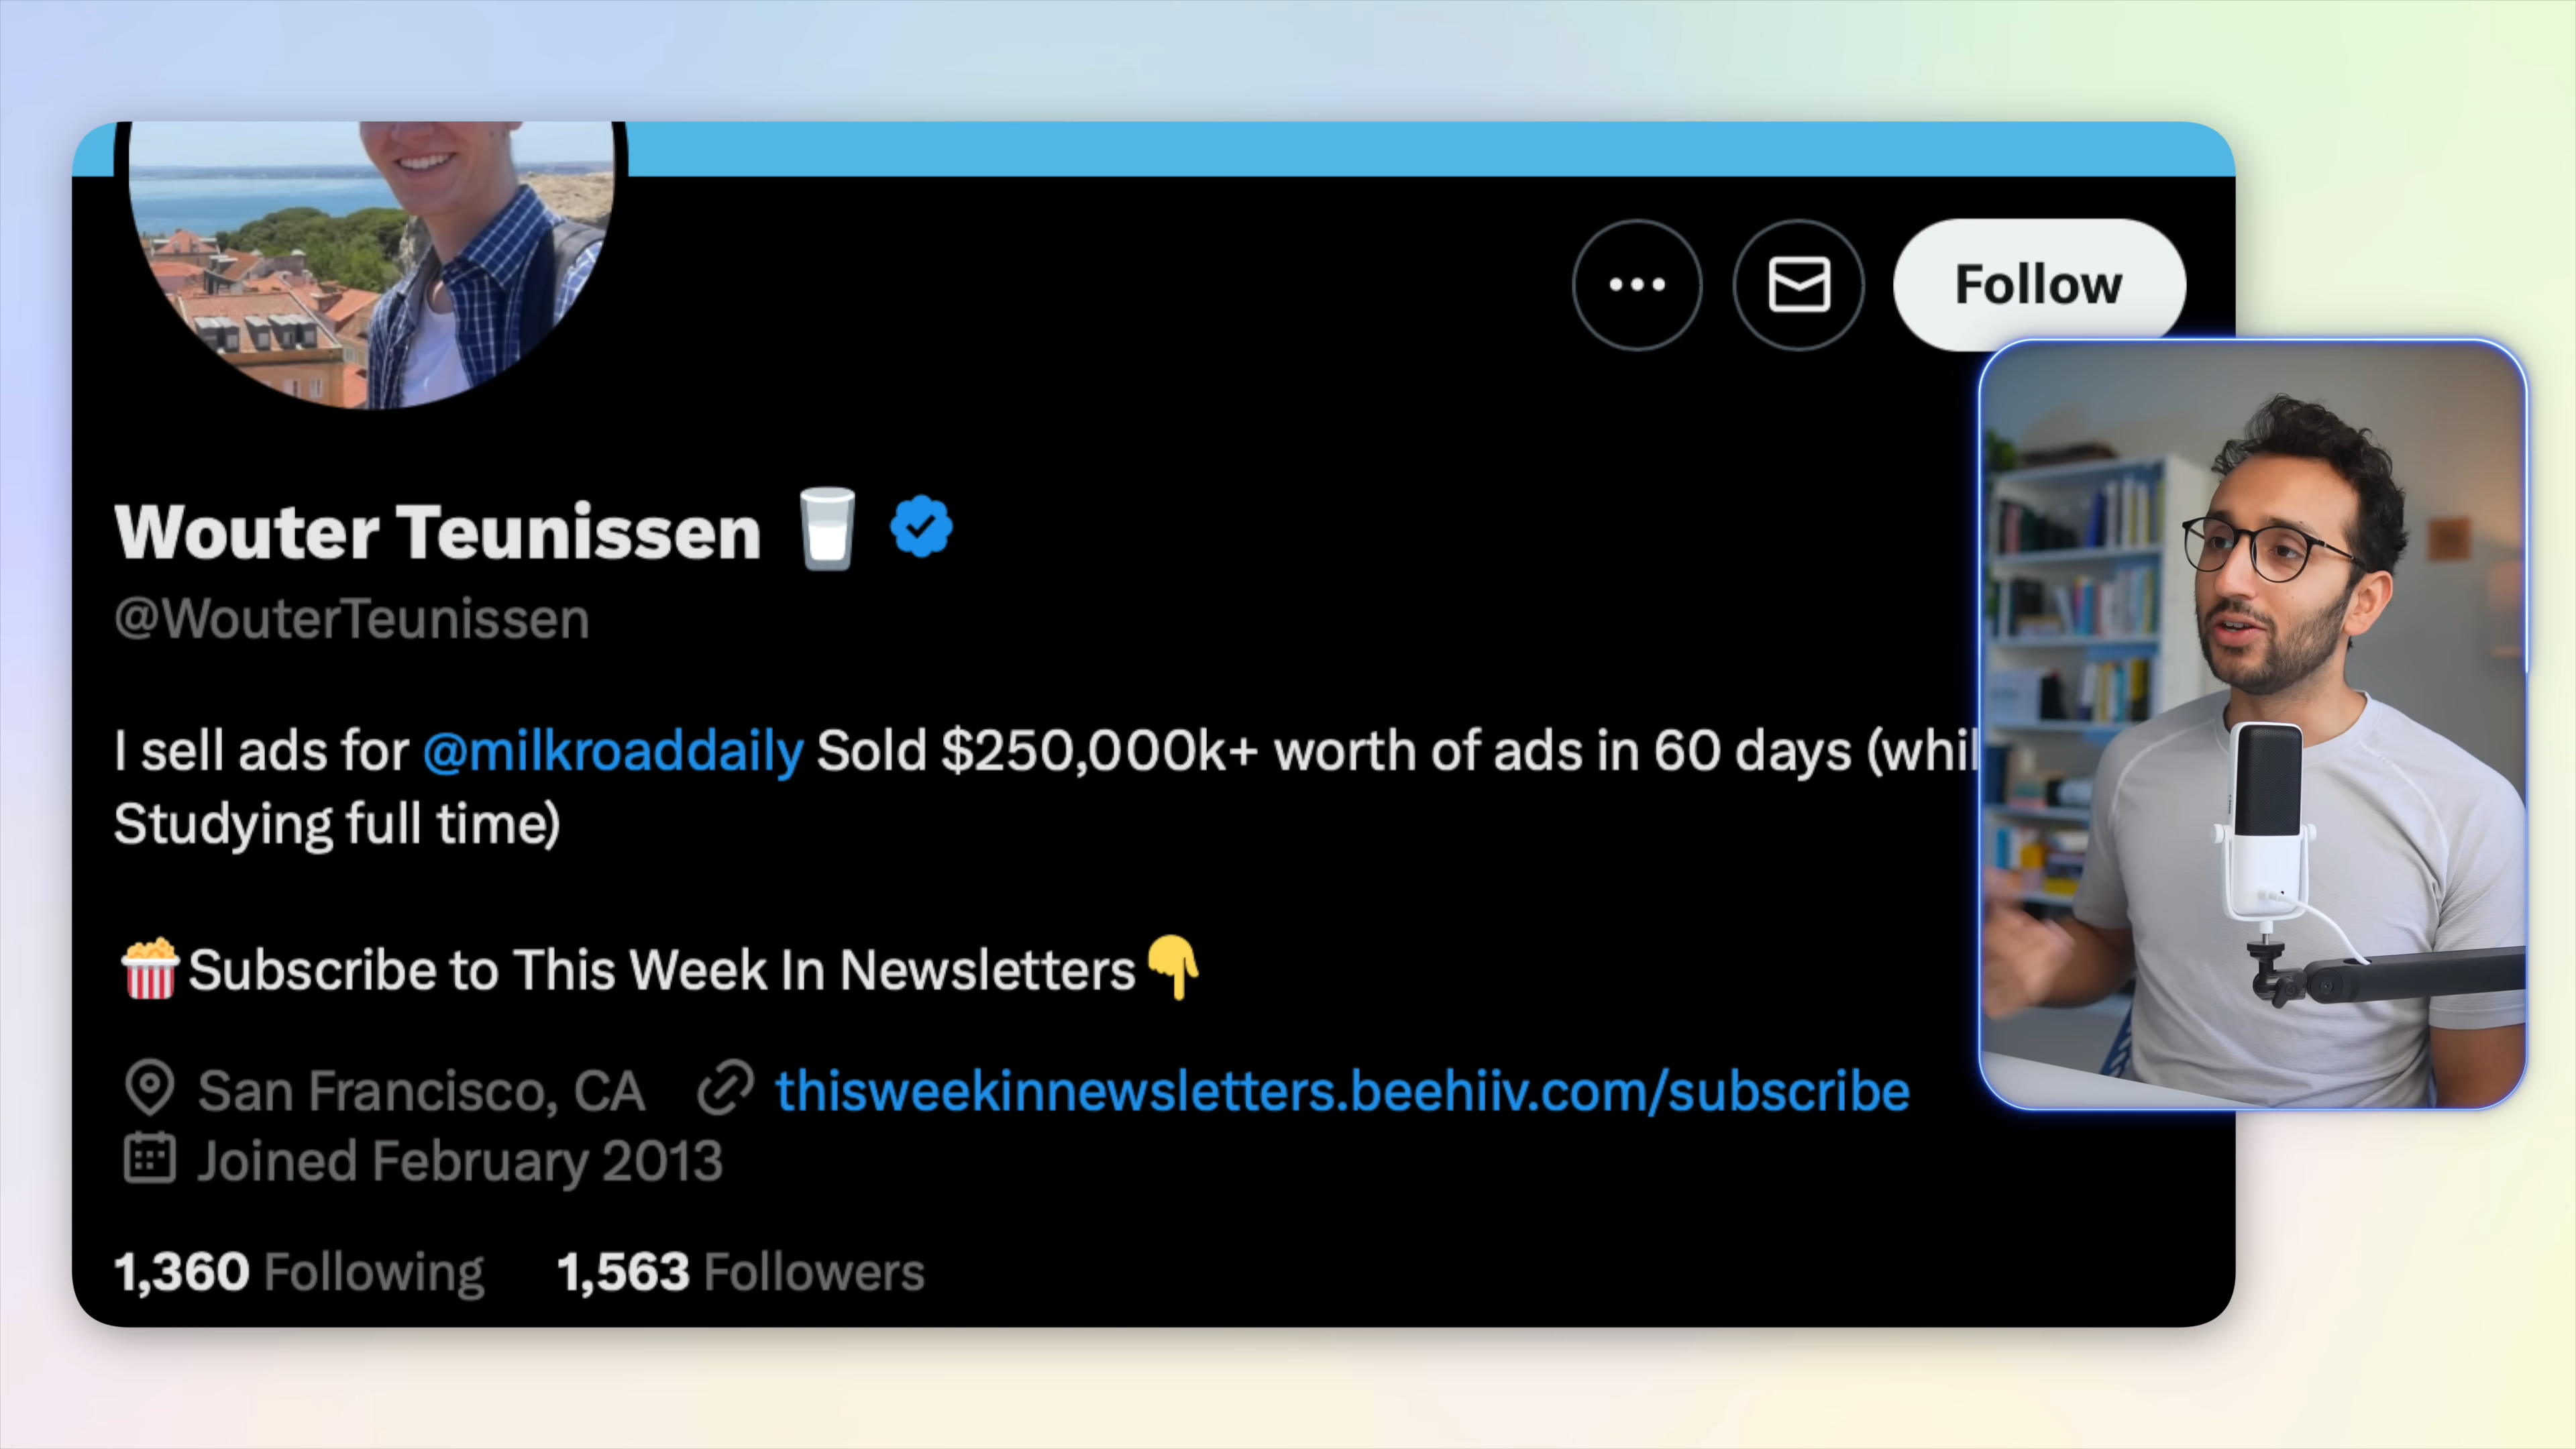 Follow
Wouter Teunissen 🥛
@WouterTeunissen
I sell ads for @milkroaddaily Sold $250,000k+ worth of ads in 60 days (whil
Studying full time)
🍿Subscribe to This Week In Newsletters👇
San Francisco, CA thisweekinnewsletters.beehiiv.com/subscribe
Joined February 2013
1,360 Following 1,563 Followers